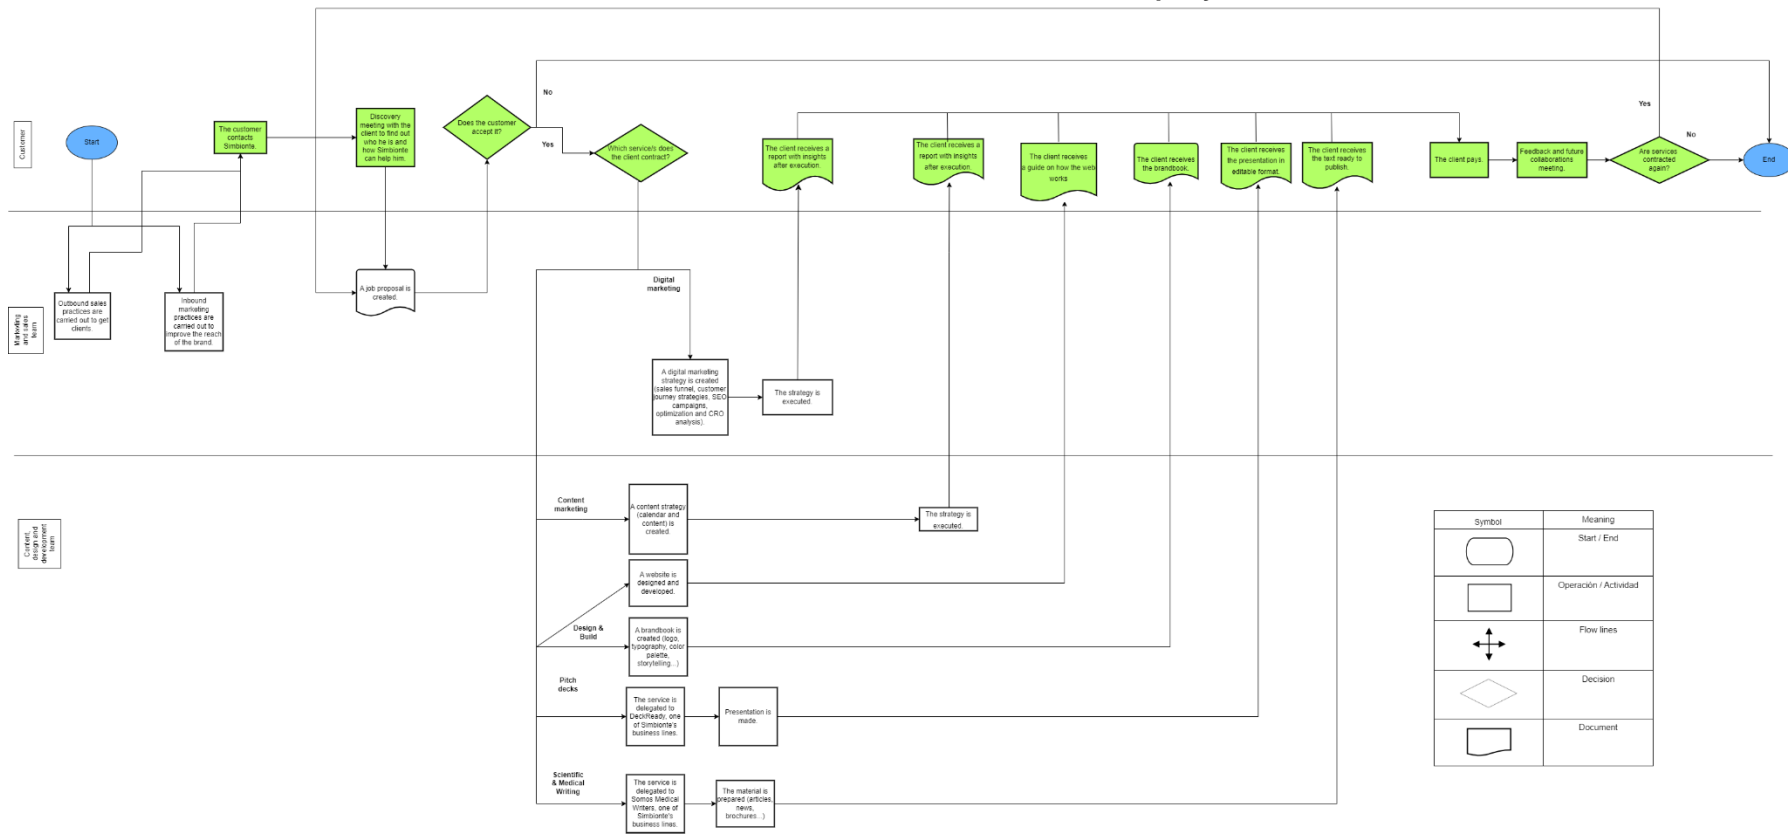 Customer
Start
The customer
contacts
Simbionte.
Discovery
meeting with the
client to find out
who he is and
how Simbionte
can help him.
Does the customer
accept it?
No
Yes
Which service/s does
the client contract?
The client receives a
report with insights
after execution.
The client receives a
report with insights
after execution.
The client receives
a guide on how the web
works
The client receives
the brandbook.
The client receives
the presentation in
editable format.
The client receives
the text ready to
publish.
The client pays.
Feedback and future
collaborations
meeting.
Are services
contracted
again?
Yes
No
End
Marketing
and sales
team
Outbound sales
practices are
carried out to get
clients.
Inbound
marketing
practices are
carried out to
improve the reach
of the brand.
A job proposal is
created.
Digital
marketing
A digital marketing
strategy is created
(sales funnel, customer
journey strategies, SEO
campaigns,
optimization and CRO
analysis).
The strategy is
executed.
Content,
design and
development
team
Content
marketing
A content strategy
(calendar and
content) is
created.
The strategy is
executed.
A website is
designed and
developed.
Design &
Build
A brandbook is
created (logo,
typography, color
palette,
storytelling...)
Pitch
decks
The service is
delegated to
DeckReady, one
of Simbionte's
business lines.
Presentation is
made.
Scientific
& Medical
Writing
The service is
delegated to
Somos Medical
Writers, one of
Simbionte's
business lines.
The material is
prepared (articles,
news,
brochures...)
Symbol Meaning
Start / End
Operación / Actividad
Flow lines
Decision
Document